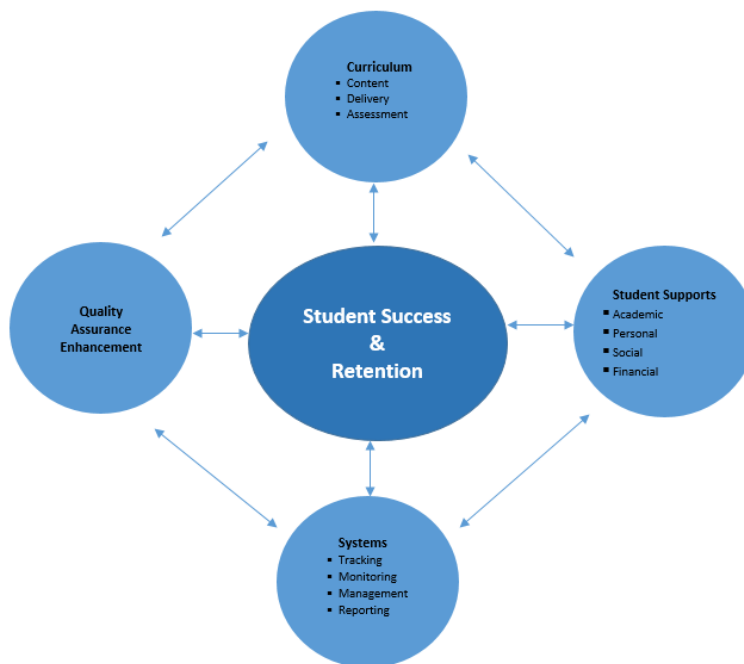 Curriculum
▪ Content
▪ Delivery
▪ Assessment
Quality
Assurance
Enhancement
Student Success
&
Retention
Student Supports
▪ Academic
▪ Personal
▪ Social
▪ Financial
Systems
▪ Tracking
▪ Monitoring
▪ Management
▪ Reporting